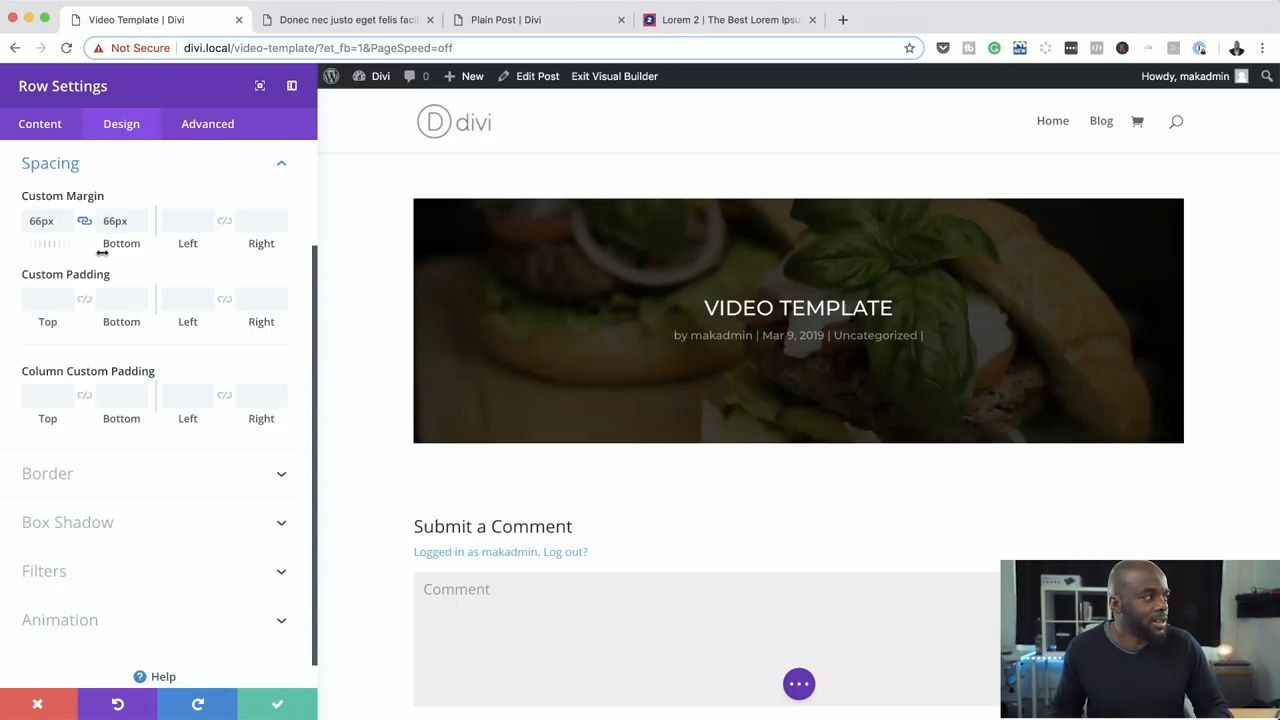 Video Template | Divi
Donec nec justo eget felis facil
Plain Post | Divi
Lorem 2 | The Best Lorem Ipsu
Not Secure
divi.local/video-template/?et_fb=1&PageSpeed=off
Row Settings
Divi
0
New
Edit Post
Exit Visual Builder
Howdy, makadmin
Content
Design
Advanced
D divi
Home
Blog
Spacing
Custom Margin
66px
66px
Bottom
Left
Right
Custom Padding
Top
Bottom
Left
Right
Column Custom Padding
Top
Bottom
Left
Right
Border
Box Shadow
Filters
Animation
Help
VIDEO TEMPLATE
by makadmin | Mar 9, 2019 | Uncategorized |
Submit a Comment
Logged in as makadmin. Log out?
Comment